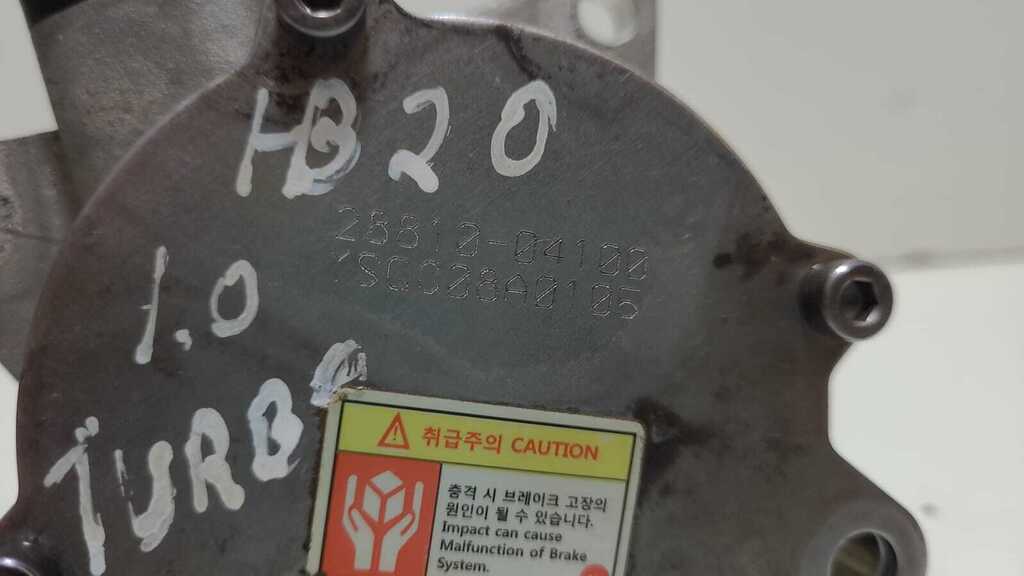 HB20
28810-04100
1.0
TURBO
취급주의 CAUTION
충격 시 브레이크 고장의
원인이 될 수 있습니다.
Impact can cause
Malfunction of Brake
System.